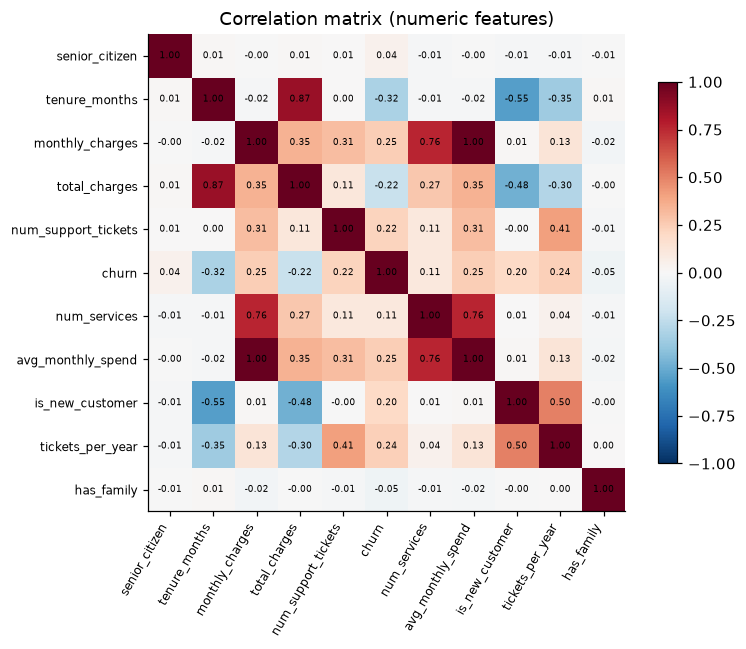 Correlation matrix (numeric features)
senior_citizen 1.00 0.01 -0.00 0.01 0.01 0.04 -0.01 -0.00 -0.01 -0.01 -0.01
tenure_months 0.01 1.00 -0.02 0.87 0.00 -0.32 -0.01 -0.02 -0.55 -0.35 0.01
monthly_charges -0.00 -0.02 1.00 0.35 0.31 0.25 0.76 1.00 0.01 0.13 -0.02
total_charges 0.01 0.87 0.35 1.00 0.11 -0.22 0.27 0.35 -0.48 -0.30 -0.00
num_support_tickets 0.01 0.00 0.31 0.11 1.00 0.22 0.11 0.31 -0.00 0.41 -0.01
churn 0.04 -0.32 0.25 -0.22 0.22 1.00 0.11 0.25 0.20 0.24 -0.05
num_services -0.01 -0.01 0.76 0.27 0.11 0.11 1.00 0.76 0.01 0.04 -0.01
avg_monthly_spend -0.00 -0.02 1.00 0.35 0.31 0.25 0.76 1.00 0.01 0.13 -0.02
is_new_customer -0.01 -0.55 0.01 -0.48 -0.00 0.20 0.01 0.01 1.00 0.50 -0.00
tickets_per_year -0.01 -0.35 0.13 -0.30 0.41 0.24 0.04 0.13 0.50 1.00 0.00
has_family -0.01 0.01 -0.02 -0.00 -0.01 -0.05 -0.01 -0.02 -0.00 0.00 1.00
senior_citizen
tenure_months
monthly_charges
total_charges
num_support_tickets
churn
num_services
avg_monthly_spend
is_new_customer
tickets_per_year
has_family
1.00
0.75
0.50
0.25
0.00
−0.25
−0.50
−0.75
−1.00